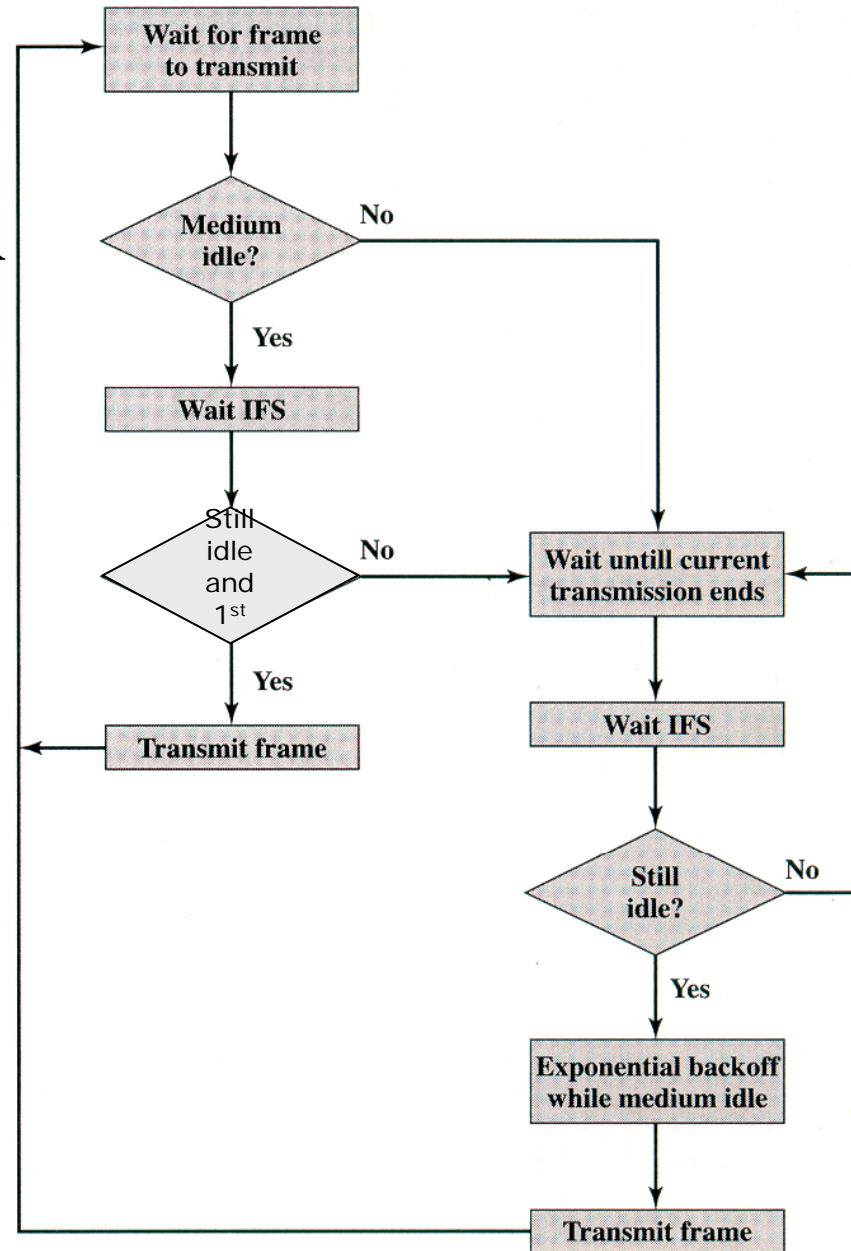 Wait for frame
to transmit
Medium
idle?
No
Yes
Wait IFS
Still
idle
and
1st
No
Yes
Transmit frame
Wait untill current
transmission ends
Wait IFS
Still
idle?
No
Yes
Exponential backoff
while medium idle
Transmit frame